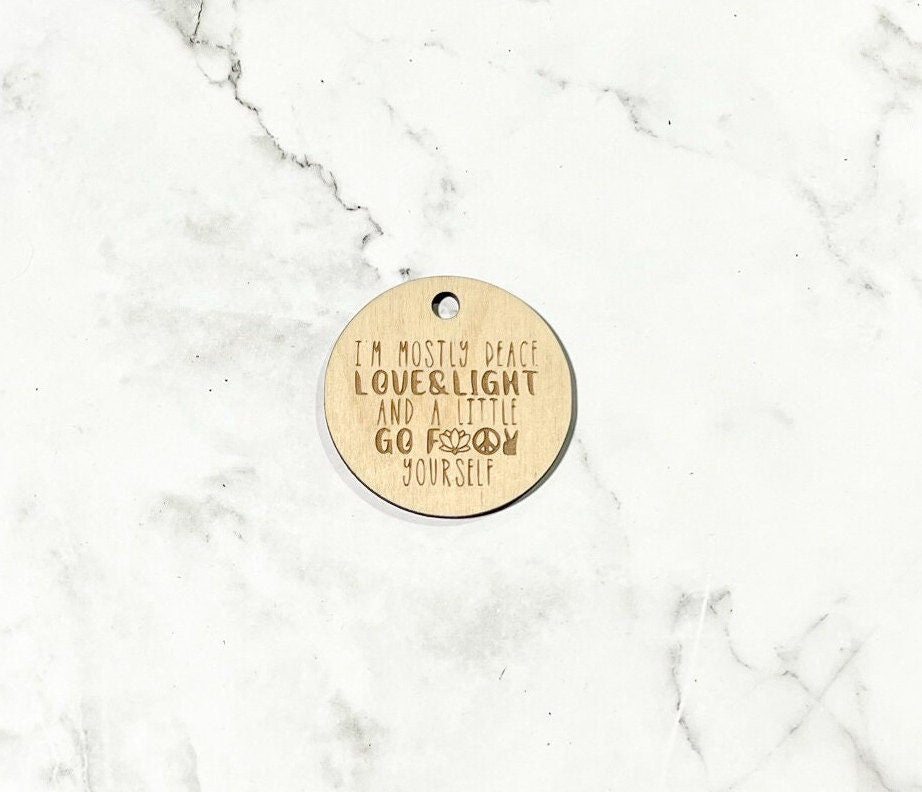 I'M MOSTLY PEACE
LOVE&LIGHT
AND A LITTLE
GO F🪷☮✌
YOURSELF